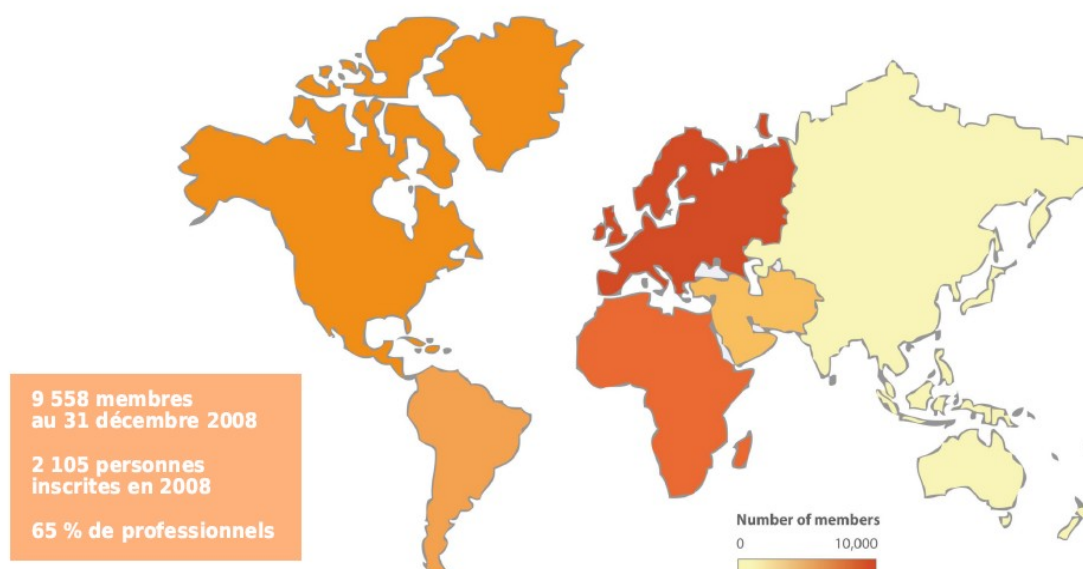 9 558 membres
au 31 décembre 2008
2 105 personnes
inscrites en 2008
65 % de professionnels
Number of members
0 10,000